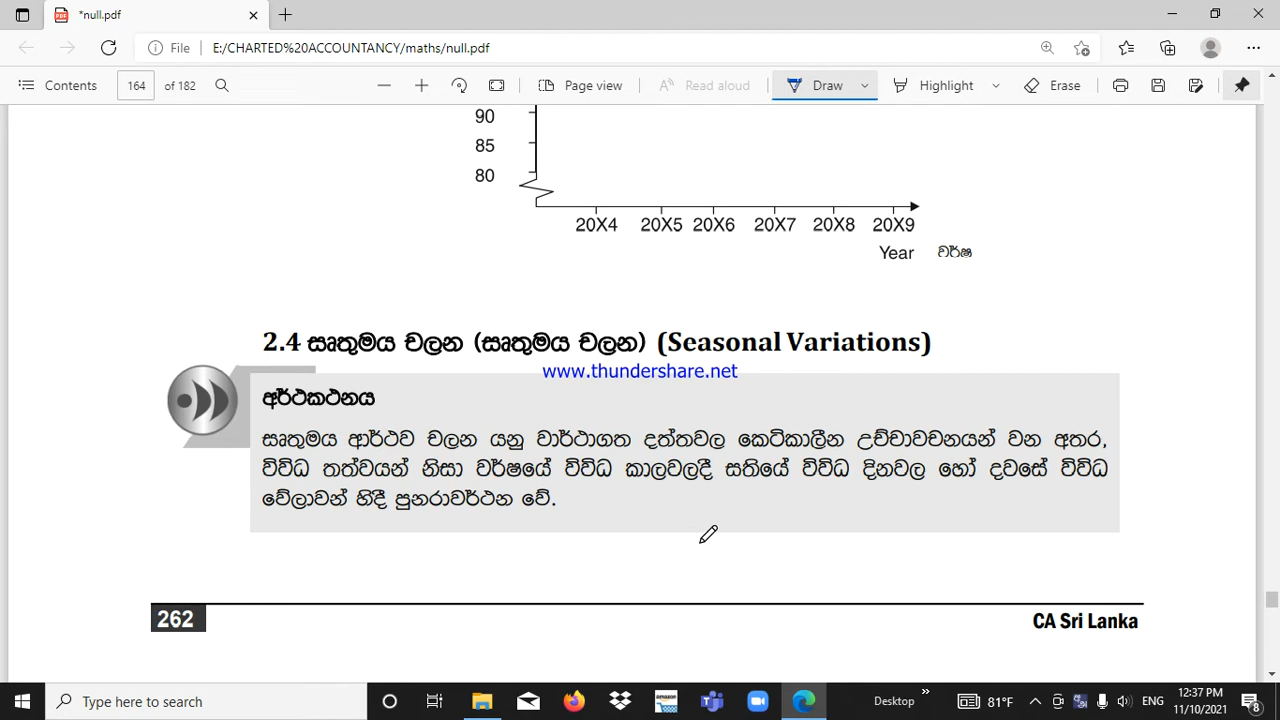 *null.pdf
File E:/CHARTED%20ACCOUNTANCY/maths/null.pdf
Contents 164 of 182 Page view Read aloud Draw Highlight Erase
90
85
80
20X4 20X5 20X6 20X7 20X8 20X9
Year වර්ෂ
2.4 සෘතුමය චලන (සෘතුමය චලන) (Seasonal Variations)
www.thundershare.net
අර්ථකථනය
සෘතුමය ආර්ථව චලන යනු වාර්ථාගත දත්තවල කෙටිකාලීන උච්චාවචනයන් වන අතර,
විවිධ තත්වයන් නිසා වර්ෂයේ විවිධ කාලවලදී සතියේ විවිධ දිනවල හෝ දවසේ විවිධ
වේලාවන් හිදී පුනරාවර්ථන වේ.
262
CA Sri Lanka
Type here to search Desktop 81°F ENG 12:37 PM
11/10/2021 8